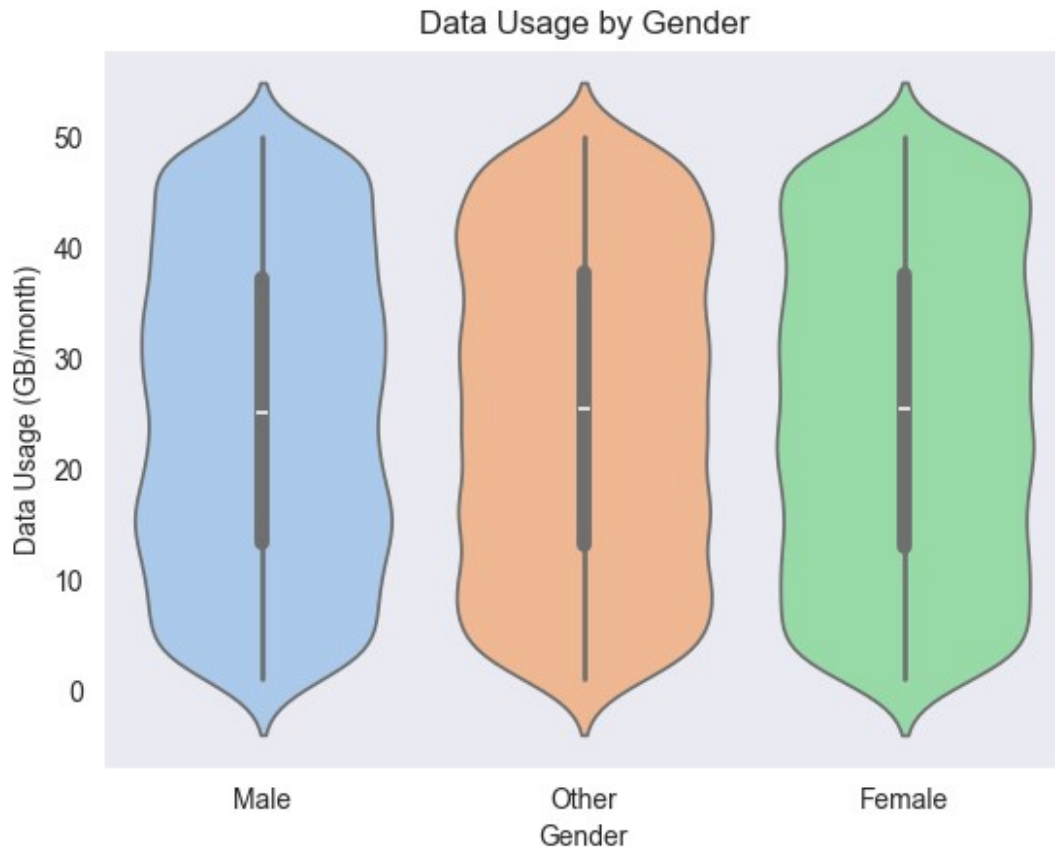 Data Usage by Gender
Data Usage (GB/month)
50
40
30
20
10
0
Male Other Female
Gender